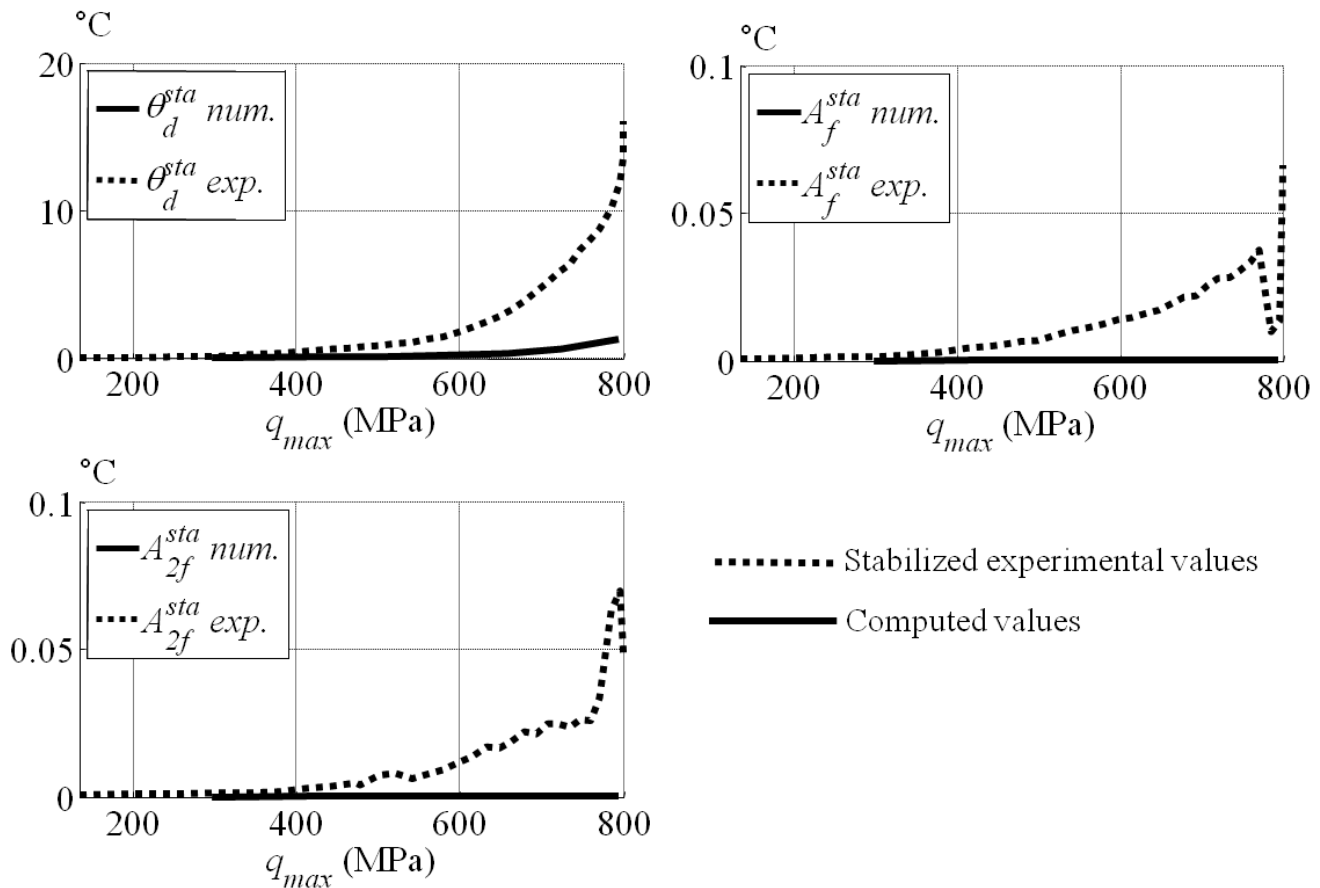 °C
20
θ_d^sta num.
θ_d^sta exp.
10
0
200 400 600 800
q_max (MPa)
°C
0.1
A_f^sta num.
A_f^sta exp.
0.05
0
200 400 600 800
q_max (MPa)
°C
0.1
A_2f^sta num.
A_2f^sta exp.
0.05
0
200 400 600 800
q_max (MPa)
Stabilized experimental values
Computed values